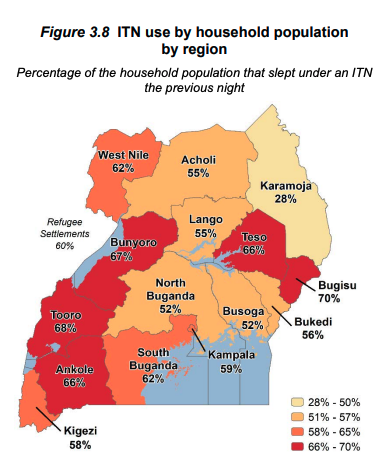 Figure 3.8 ITN use by household population
by region
Percentage of the household population that slept under an ITN
the previous night
West Nile
62%
Acholi
55%
Karamoja
28%
Refugee
Settlements
60%
Lango
55%
Teso
66%
Bunyoro
67%
Bugisu
70%
North
Buganda
52%
Busoga
52%
Bukedi
56%
Tooro
68%
South
Buganda
62%
Kampala
59%
Ankole
66%
Kigezi
58%
28% - 50%
51% - 57%
58% - 65%
66% - 70%